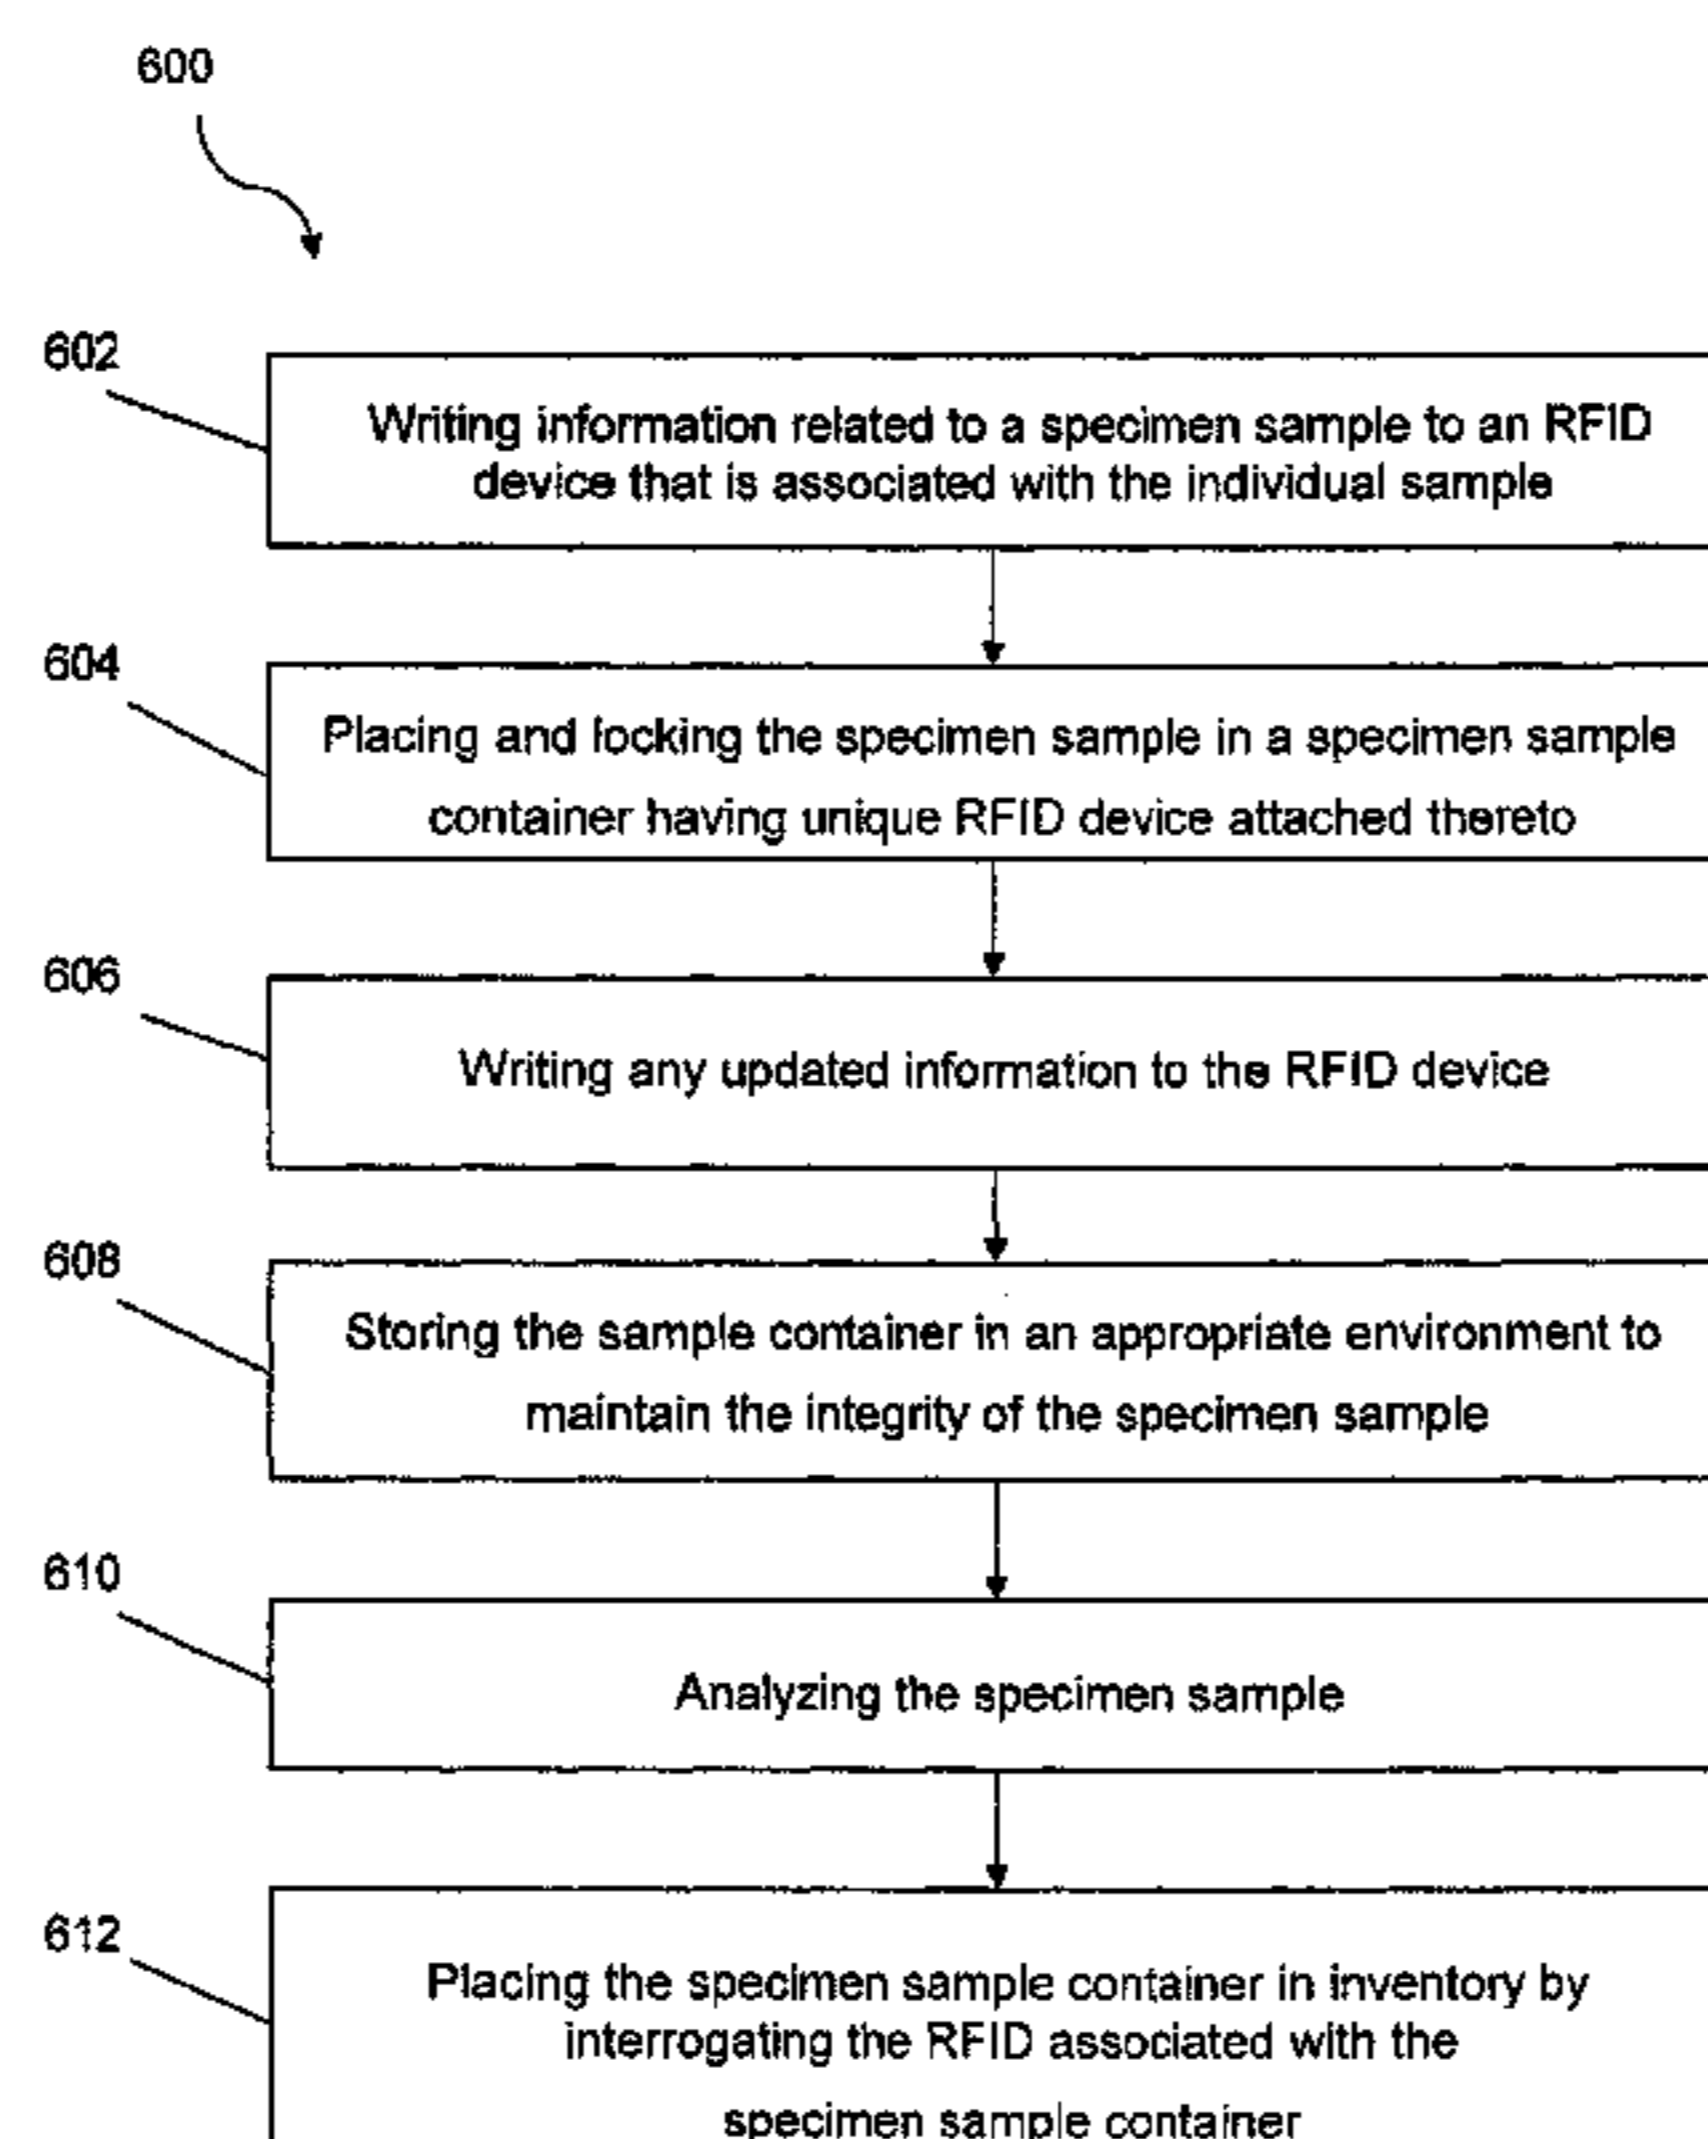 600
602
Writing information related to a specimen sample to an RFID
device that is associated with the individual sample
604
Placing and locking the specimen sample in a specimen sample
container having unique RFID device attached thereto
606
Writing any updated information to the RFID device
608
Storing the sample container in an appropriate environment to
maintain the integrity of the specimen sample
610
Analyzing the specimen sample
612
Placing the specimen sample container in inventory by
interrogating the RFID associated with the
specimen sample container